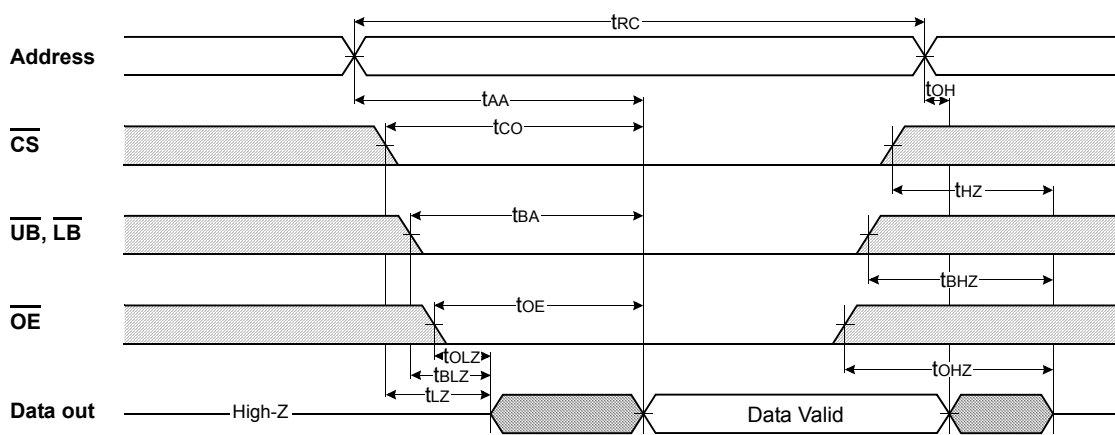 tRC
Address
tAA
tOH
CS
tCO
tHZ
UB, LB
tBA
tBHZ
OE
tOE
tOLZ
tBLZ
tOHZ
tLZ
Data out
High-Z
Data Valid